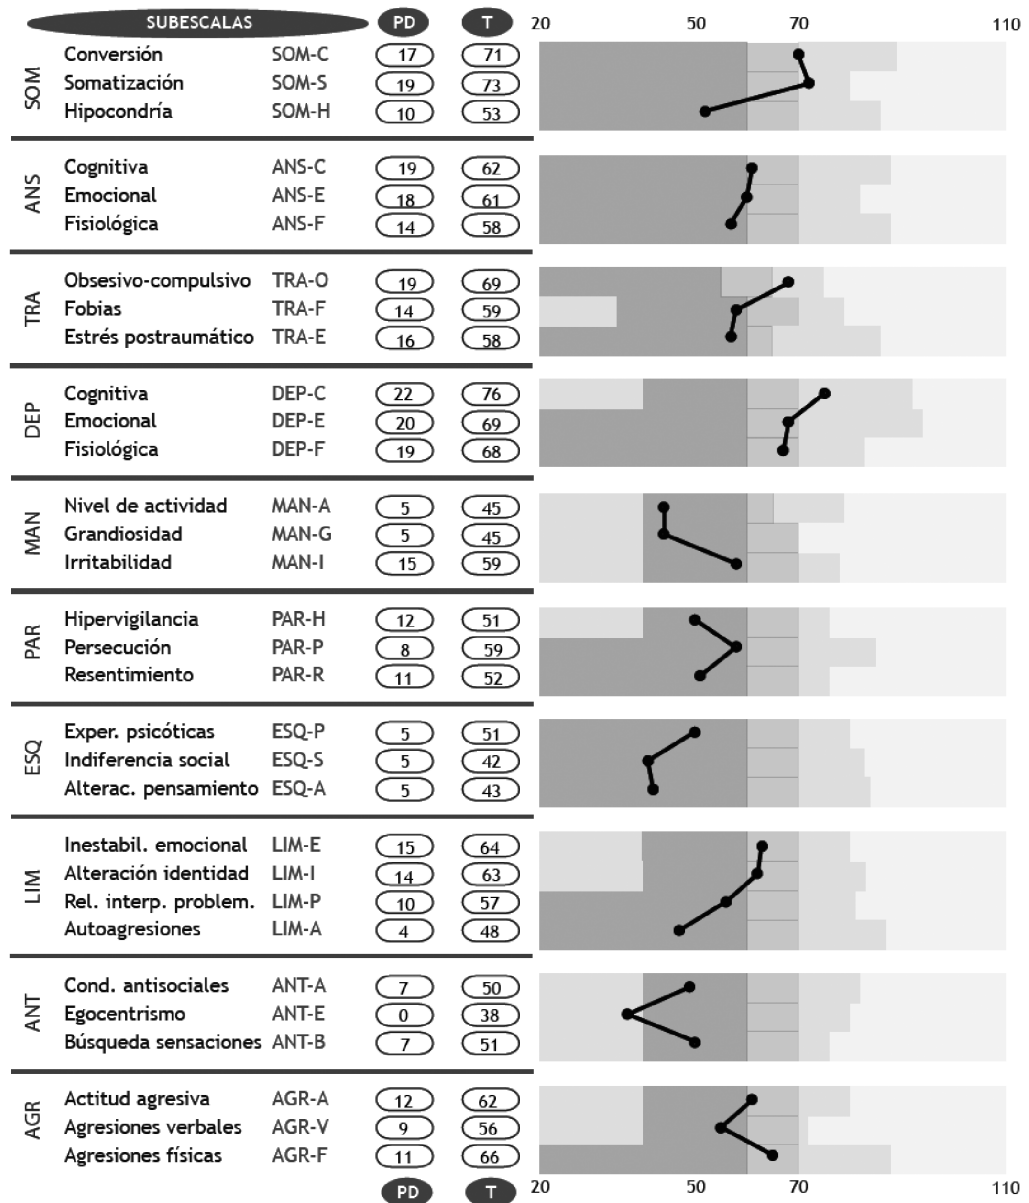 SUBESCALAS PD T 20 50 70 110
SOM
Conversión SOM-C 17 71
Somatización SOM-S 19 73
Hipocondría SOM-H 10 53
ANS
Cognitiva ANS-C 19 62
Emocional ANS-E 18 61
Fisiológica ANS-F 14 58
TRA
Obsesivo-compulsivo TRA-O 19 69
Fobias TRA-F 14 59
Estrés postraumático TRA-E 16 58
DEP
Cognitiva DEP-C 22 76
Emocional DEP-E 20 69
Fisiológica DEP-F 19 68
MAN
Nivel de actividad MAN-A 5 45
Grandiosidad MAN-G 5 45
Irritabilidad MAN-I 15 59
PAR
Hipervigilancia PAR-H 12 51
Persecución PAR-P 8 59
Resentimiento PAR-R 11 52
ESQ
Exper. psicóticas ESQ-P 5 51
Indiferencia social ESQ-S 5 42
Alterac. pensamiento ESQ-A 5 43
LIM
Inestabil. emocional LIM-E 15 64
Alteración identidad LIM-I 14 63
Rel. interp. problem. LIM-P 10 57
Autoagresiones LIM-A 4 48
ANT
Cond. antisociales ANT-A 7 50
Egocentrismo ANT-E 0 38
Búsqueda sensaciones ANT-B 7 51
AGR
Actitud agresiva AGR-A 12 62
Agresiones verbales AGR-V 9 56
Agresiones físicas AGR-F 11 66
PD T 20 50 70 110